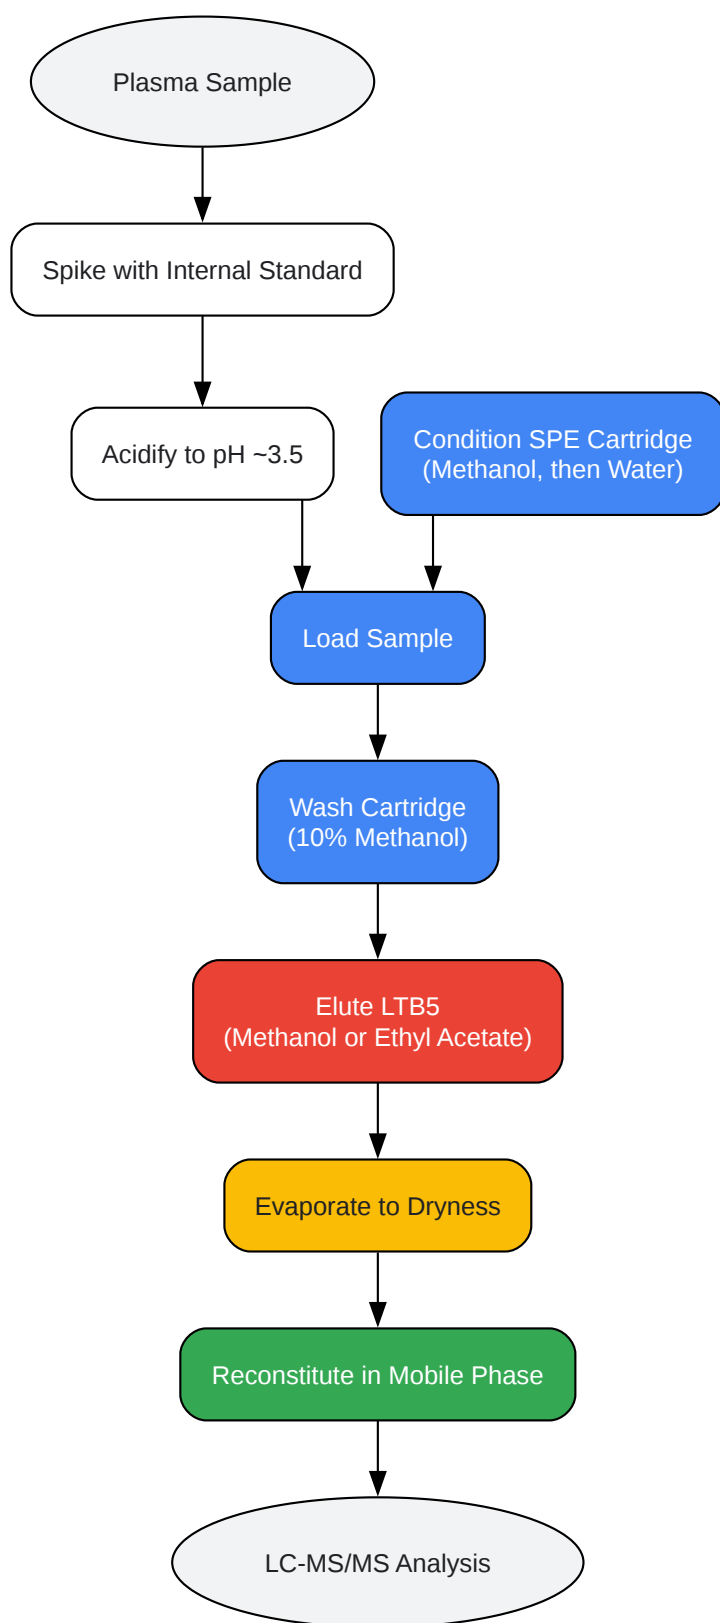 Plasma Sample
Spike with Internal Standard
Acidify to pH ~3.5
Condition SPE Cartridge
(Methanol, then Water)
Load Sample
Wash Cartridge
(10% Methanol)
Elute LTB5
(Methanol or Ethyl Acetate)
Evaporate to Dryness
Reconstitute in Mobile Phase
LC-MS/MS Analysis